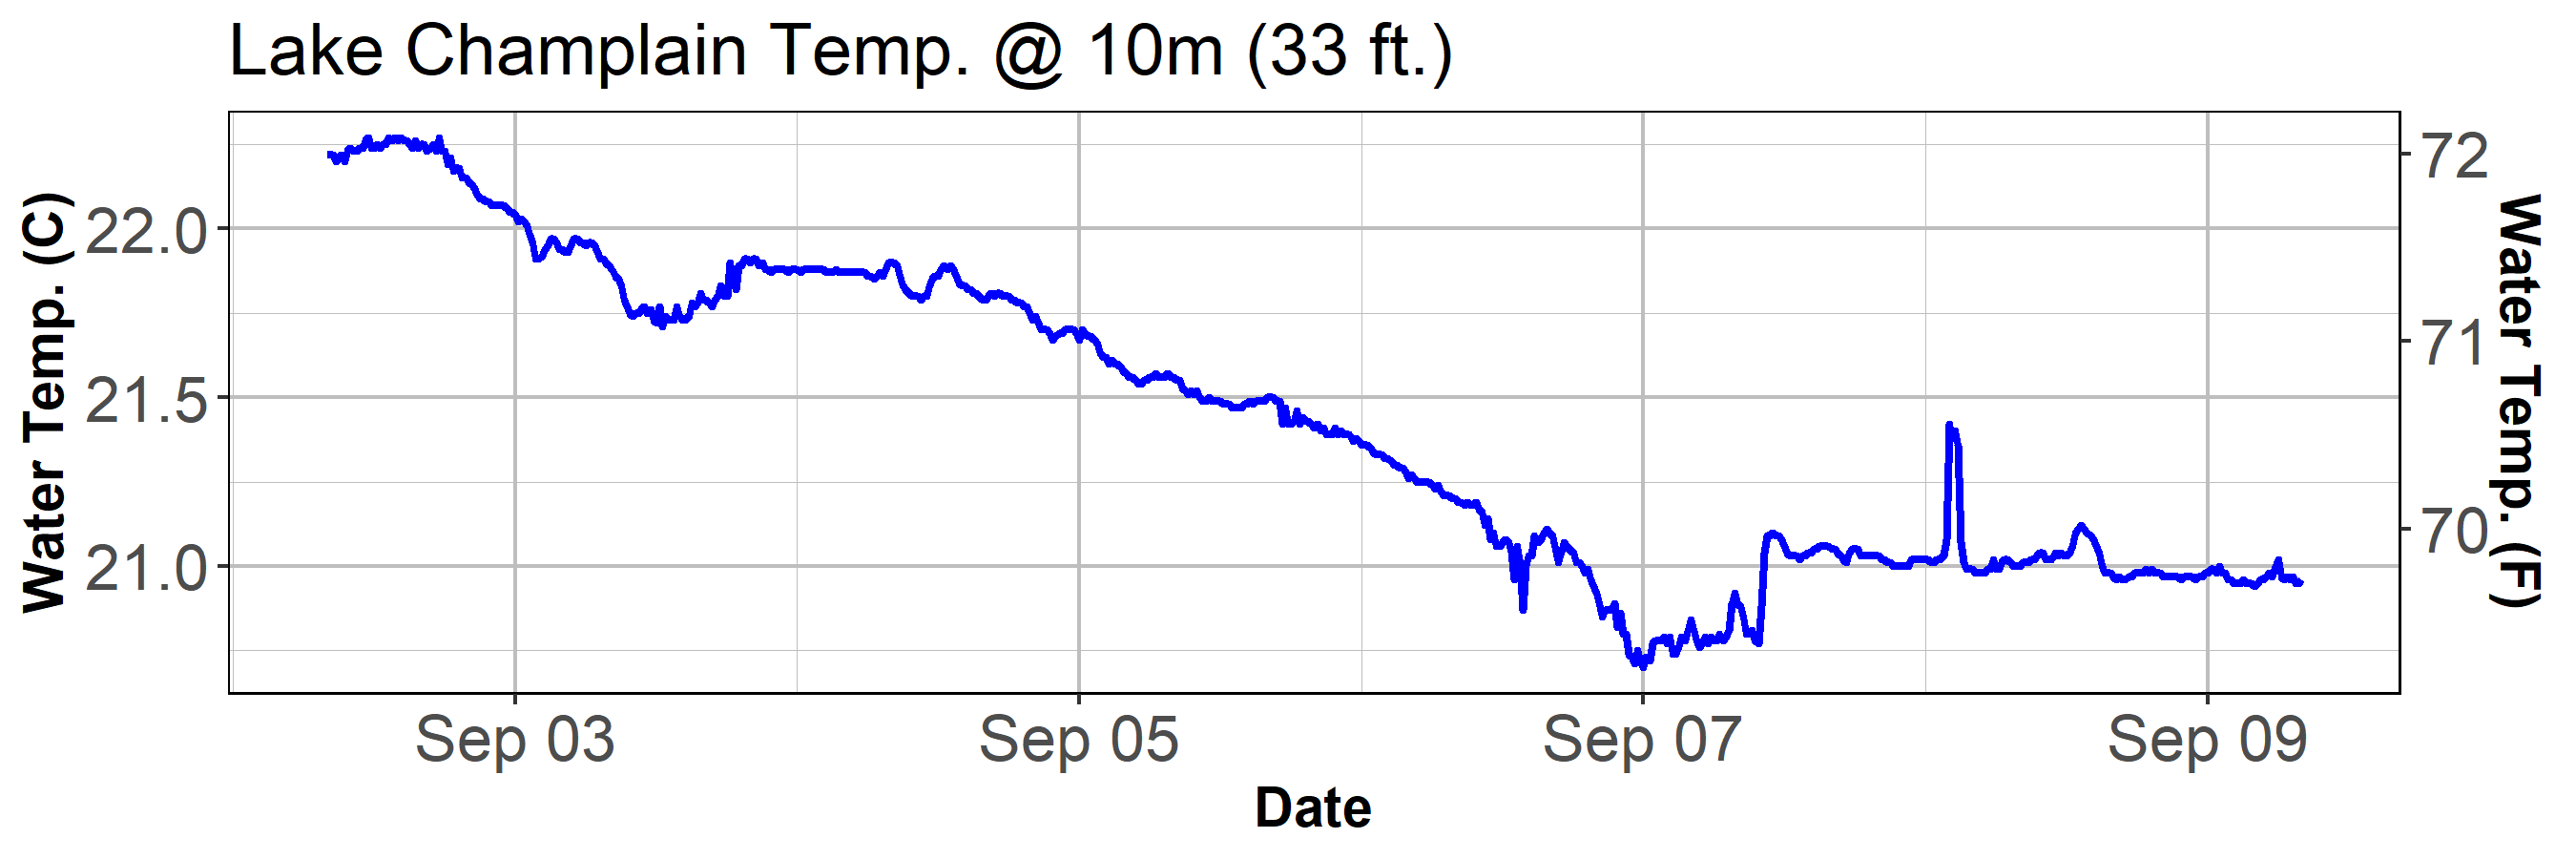 Lake Champlain Temp. @ 10m (33 ft.)
Water Temp. (C)
22.0
21.5
21.0
72
71
70
Water Temp. (F)
Sep 03 Sep 05 Sep 07 Sep 09
Date